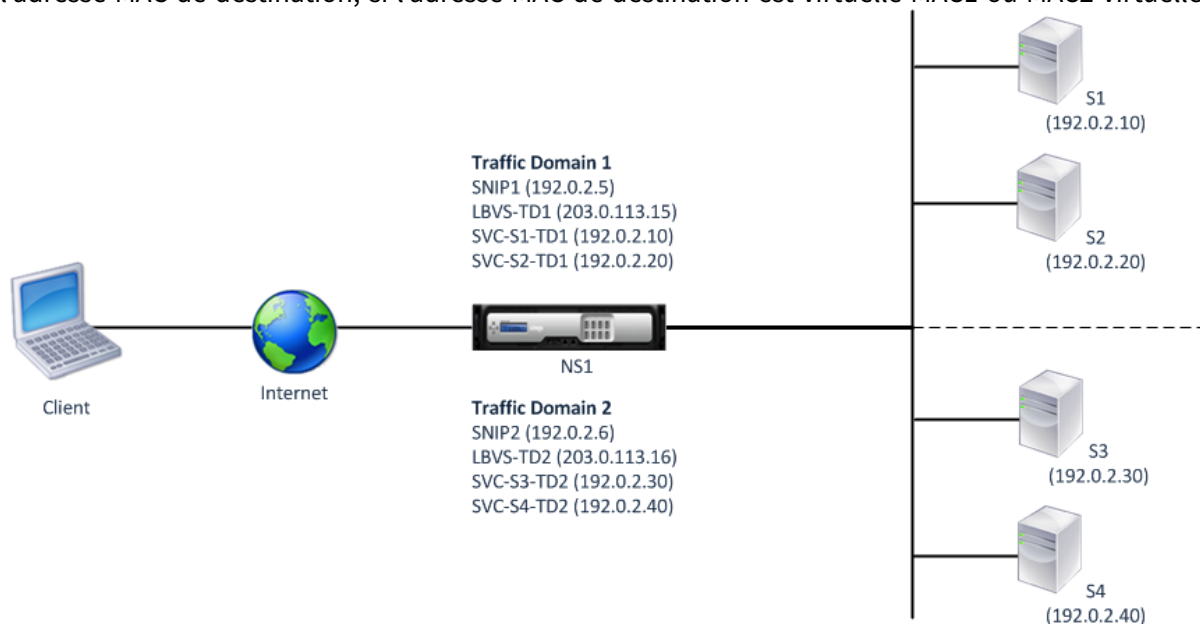 l'adresse MAC de destination, si l'adresse MAC de destination est virtuelle MAC1 ou MAC2 virtuelle
S1
(192.0.2.10)
Traffic Domain 1
SNIP1 (192.0.2.5)
LBVS-TD1 (203.0.113.15)
SVC-S1-TD1 (192.0.2.10)
SVC-S2-TD1 (192.0.2.20)
S2
(192.0.2.20)
NS1
Internet
Client
Traffic Domain 2
SNIP2 (192.0.2.6)
LBVS-TD2 (203.0.113.16)
SVC-S3-TD2 (192.0.2.30)
SVC-S4-TD2 (192.0.2.40)
S3
(192.0.2.30)
S4
(192.0.2.40)